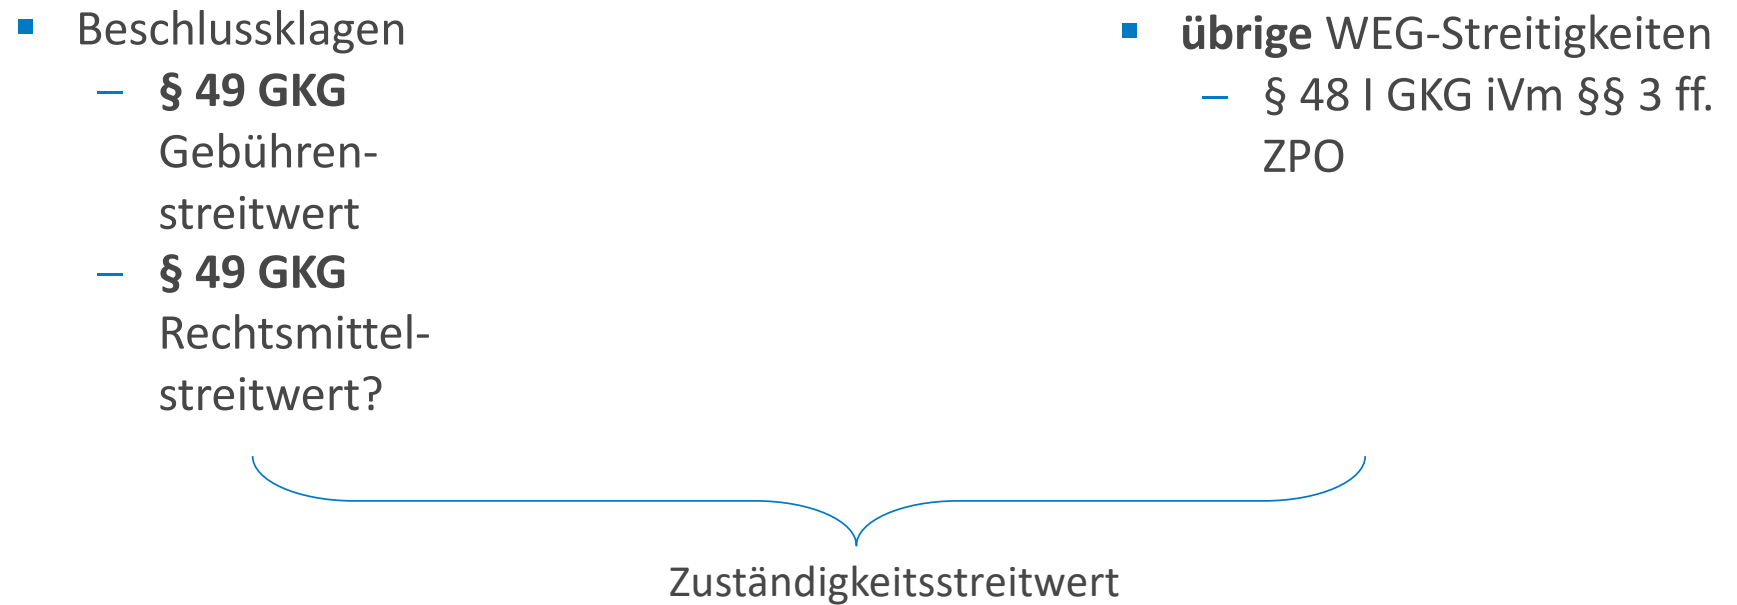 Beschlussklagen
– § 49 GKG
Gebühren-
streitwert
– § 49 GKG
Rechtsmittel-
streitwert?
übrige WEG-Streitigkeiten
– § 48 I GKG iVm §§ 3 ff.
ZPO
Zuständigkeitsstreitwert